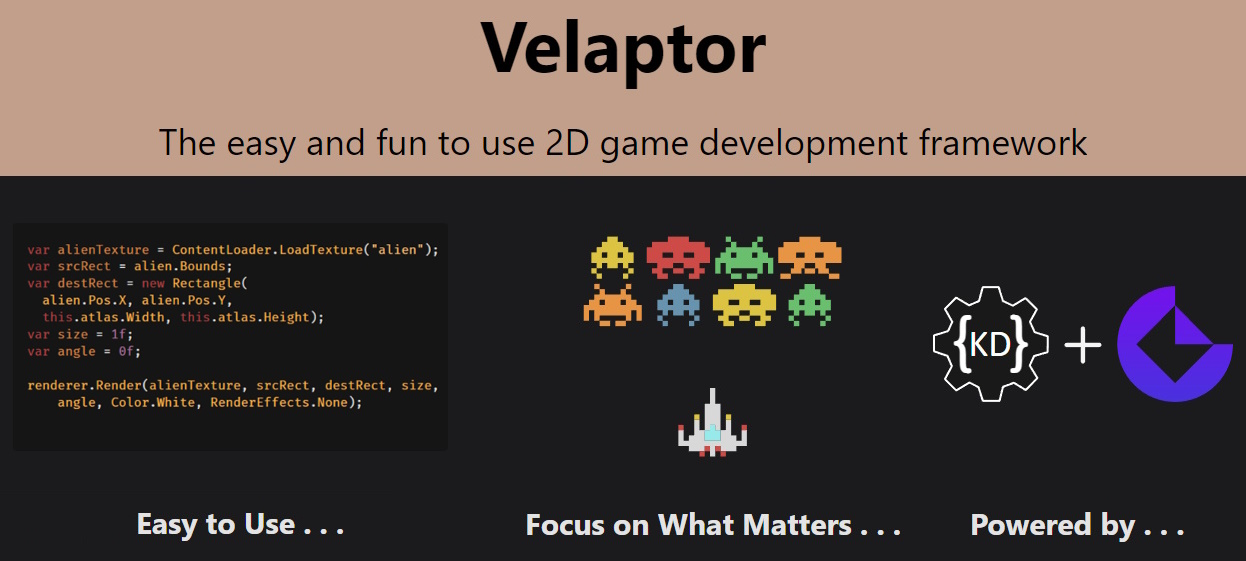 Velaptor
The easy and fun to use 2D game development framework
var alienTexture = ContentLoader.LoadTexture("alien");
var srcRect = alien.Bounds;
var destRect = new Rectangle(
  alien.Pos.X, alien.Pos.Y,
  this.atlas.Width, this.atlas.Height);
var size = 1f;
var angle = 0f;
renderer.Render(alienTexture, srcRect, destRect, size,
    angle, Color.White, RenderEffects.None);
{KD}
+
Easy to Use . . .
Focus on What Matters . . .
Powered by . . .